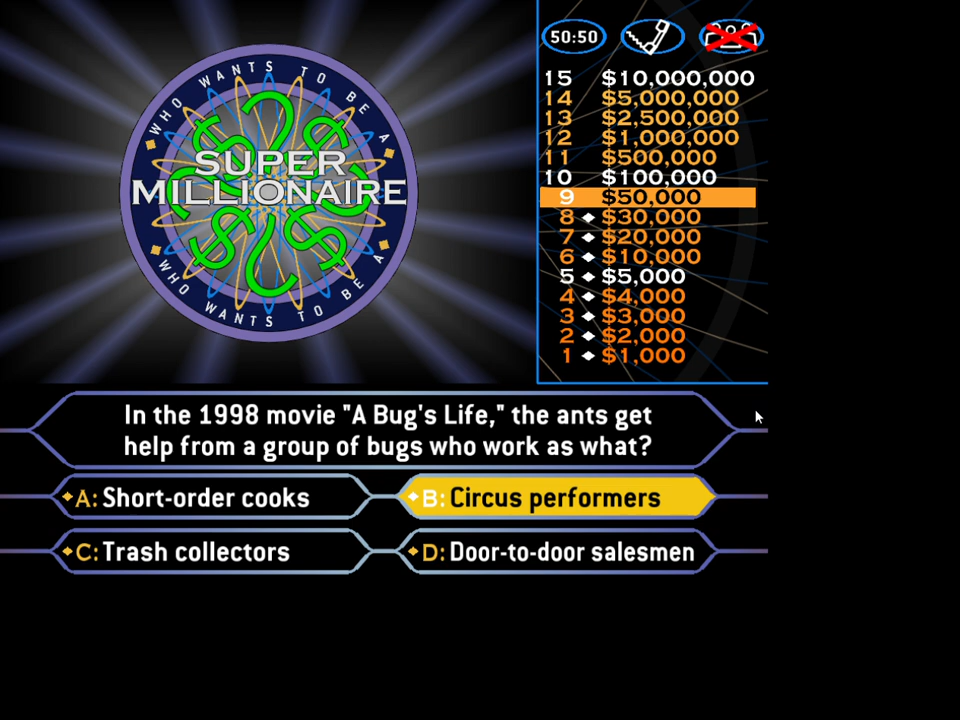 WHO WANTS TO BE A
SUPER
MILLIONAIRE
WHO WANTS TO BE A
50:50
15 $10,000,000
14 $5,000,000
13 $2,500,000
12 $1,000,000
11 $500,000
10 $100,000
9 $50,000
8 ◆ $30,000
7 ◆ $20,000
6 ◆ $10,000
5 ◆ $5,000
4 ◆ $4,000
3 ◆ $3,000
2 ◆ $2,000
1 ◆ $1,000
In the 1998 movie "A Bug's Life," the ants get
help from a group of bugs who work as what?
◆A: Short-order cooks
◆B: Circus performers
◆C: Trash collectors
◆D: Door-to-door salesmen